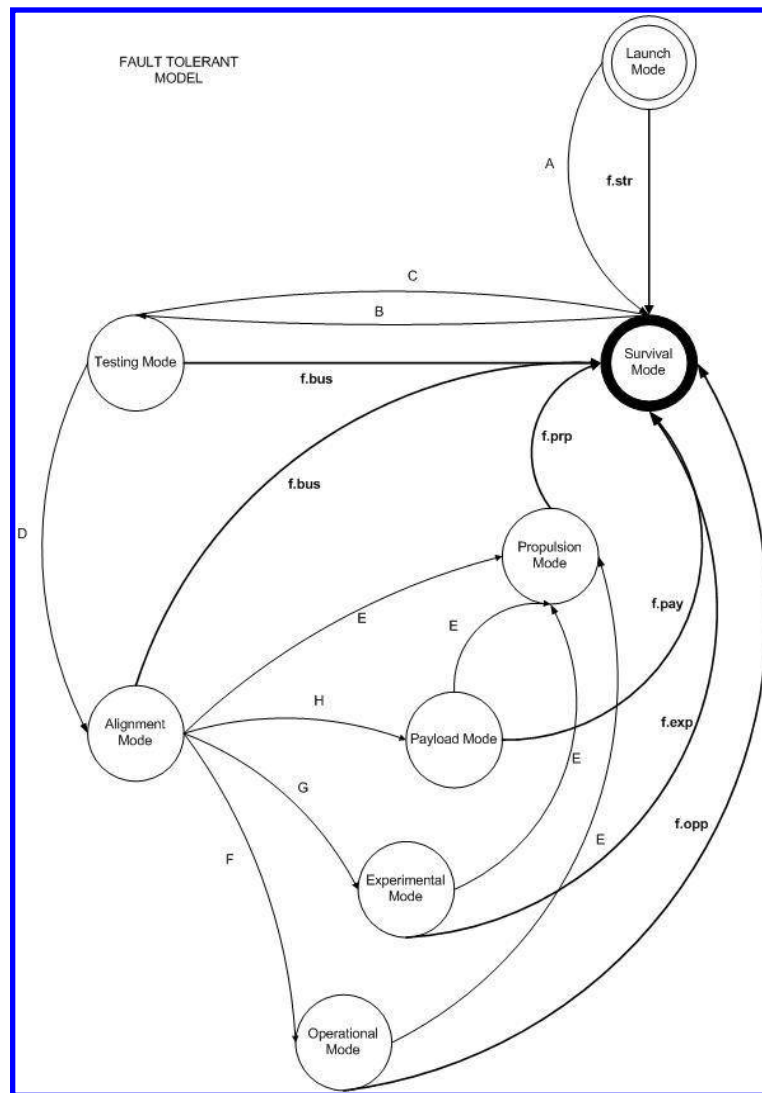 FAULT TOLERANT
MODEL
Launch
Mode
A
f.str
C
B
Testing Mode
Survival
Mode
f.bus
f.prp
f.bus
D
Propulsion
Mode
E
E
f.pay
H
Alignment
Mode
Payload Mode
f.exp
E
G
f.opp
E
F
Experimental
Mode
Operational
Mode